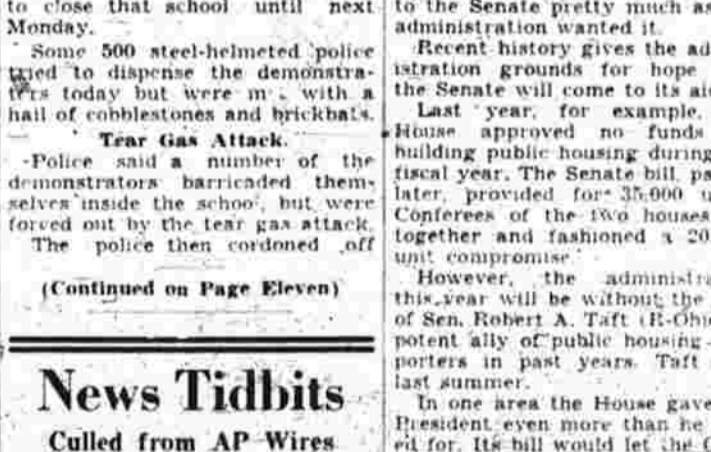 to close that school until next
Monday.
Some 500 steel-helmeted police
tried to dispense the demonstra-
ters today but were m with a
hail of cobblestones and brickbats.
Tear Gas Attack.
Police said a number of the
demonstrators barricaded them-
selves inside the school, but were
forced out by the tear gas attack.
The police then cordoned off
(Continued on Page Eleven)
News Tidbits
Culled from AP Wires
to the Senate pretty much as
administration wanted it.
Recent history gives the ad
istration grounds for hope
the Senate will come to its ai
Last year, for example,
House approved no funds
building public housing during
fiscal year. The Senate bill, pa
later, provided for 35,000 u
Conferees of the two houses
together and fashioned a 20
unit compromise.
However, the administra
this year will be without the
of Sen. Robert A. Taft (R-Ohio
potent ally of public housing
porters in past years. Taft
last summer.
In one area the House gave
President even more than he
ed for. Its bill would let the